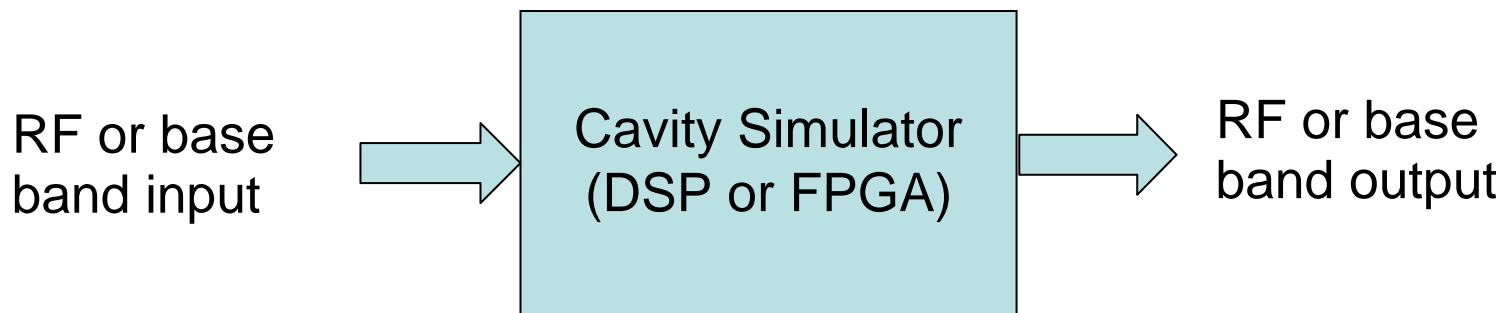 RF or base
band input
Cavity Simulator
(DSP or FPGA)
RF or base
band output